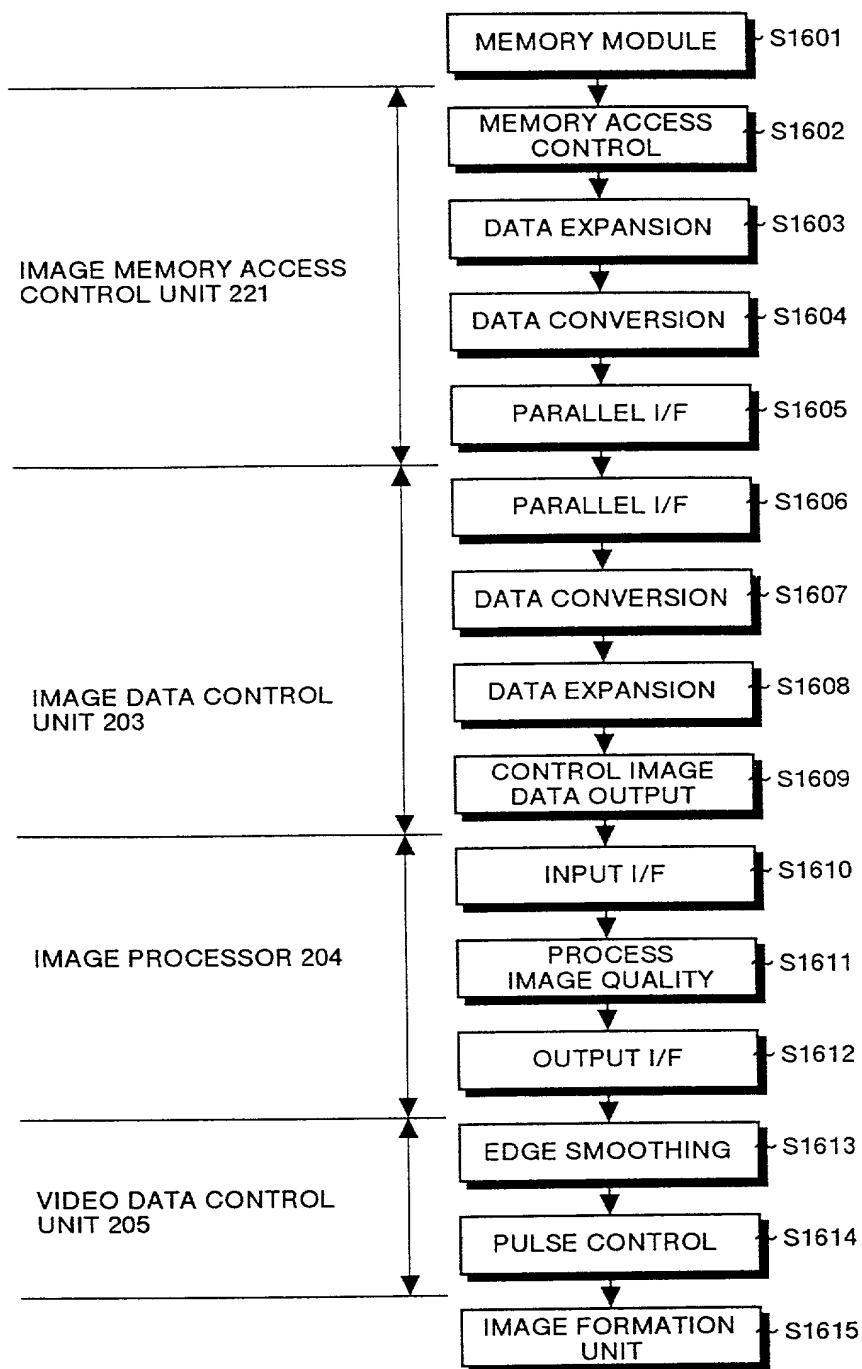 MEMORY MODULE
S1601
MEMORY ACCESS
CONTROL
S1602
DATA EXPANSION
S1603
IMAGE MEMORY ACCESS
CONTROL UNIT 221
DATA CONVERSION
S1604
PARALLEL I/F
S1605
PARALLEL I/F
S1606
DATA CONVERSION
S1607
IMAGE DATA CONTROL
UNIT 203
DATA EXPANSION
S1608
CONTROL IMAGE
DATA OUTPUT
S1609
INPUT I/F
S1610
IMAGE PROCESSOR 204
PROCESS
IMAGE QUALITY
S1611
OUTPUT I/F
S1612
EDGE SMOOTHING
S1613
VIDEO DATA CONTROL
UNIT 205
PULSE CONTROL
S1614
IMAGE FORMATION
UNIT
S1615